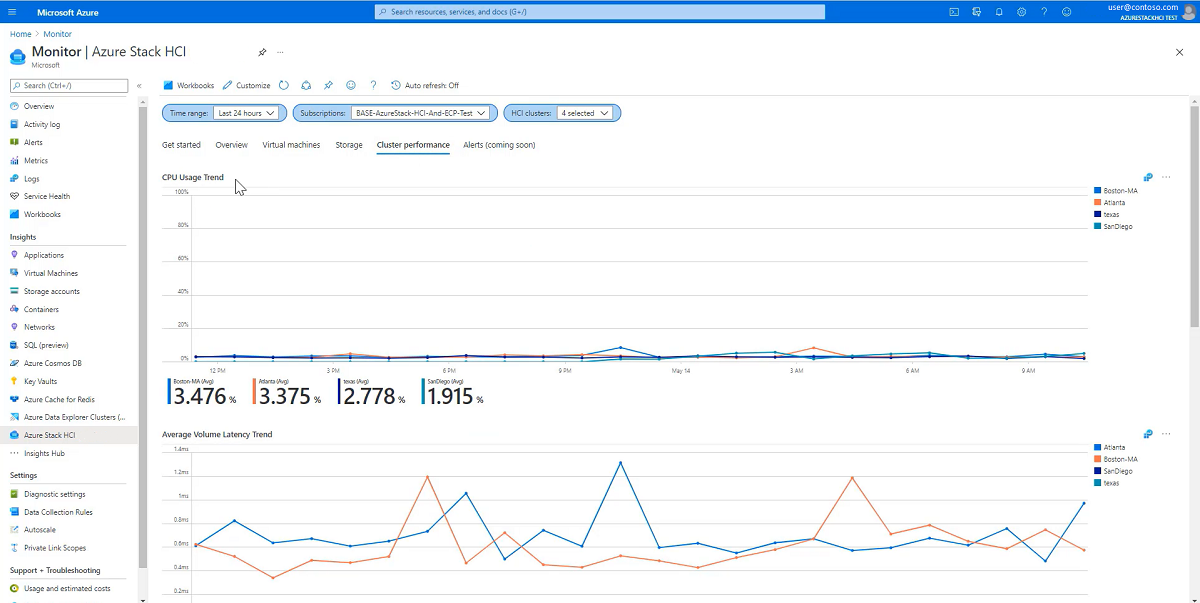 Microsoft Azure
Search resources, services, and docs (G+/)
user@contoso.com
AZURESTACKHCI TEST
Home > Monitor
Monitor | Azure Stack HCI
Microsoft
Search (Ctrl+/)
Overview
Activity log
Alerts
Metrics
Logs
Service Health
Workbooks
Insights
Applications
Virtual Machines
Storage accounts
Containers
Networks
SQL (preview)
Azure Cosmos DB
Key Vaults
Azure Cache for Redis
Azure Data Explorer Clusters (...
Azure Stack HCI
Insights Hub
Settings
Diagnostic settings
Data Collection Rules
Autoscale
Private Link Scopes
Support + Troubleshooting
Usage and estimated costs
Workbooks Customize Auto refresh: Off
Time range: Last 24 hours Subscriptions: BASE-AzureStack-HCI-And-ECP-Test HCI clusters: 4 selected
Get started Overview Virtual machines Storage Cluster performance Alerts (coming soon)
CPU Usage Trend
100%
80%
60%
40%
20%
0%
12 PM 3 PM 6 PM 9 PM May 14 3 AM 6 AM 9 AM
Boston-MA
Atlanta
texas
SanDiego
Boston-MA (Avg) Atlanta (Avg) texas (Avg) SanDiego (Avg)
3.476 % 3.375 % 2.778 % 1.915 %
Average Volume Latency Trend
1.4ms
1.2ms
1ms
0.8ms
0.6ms
0.4ms
0.2ms
Atlanta
Boston-MA
SanDiego
texas